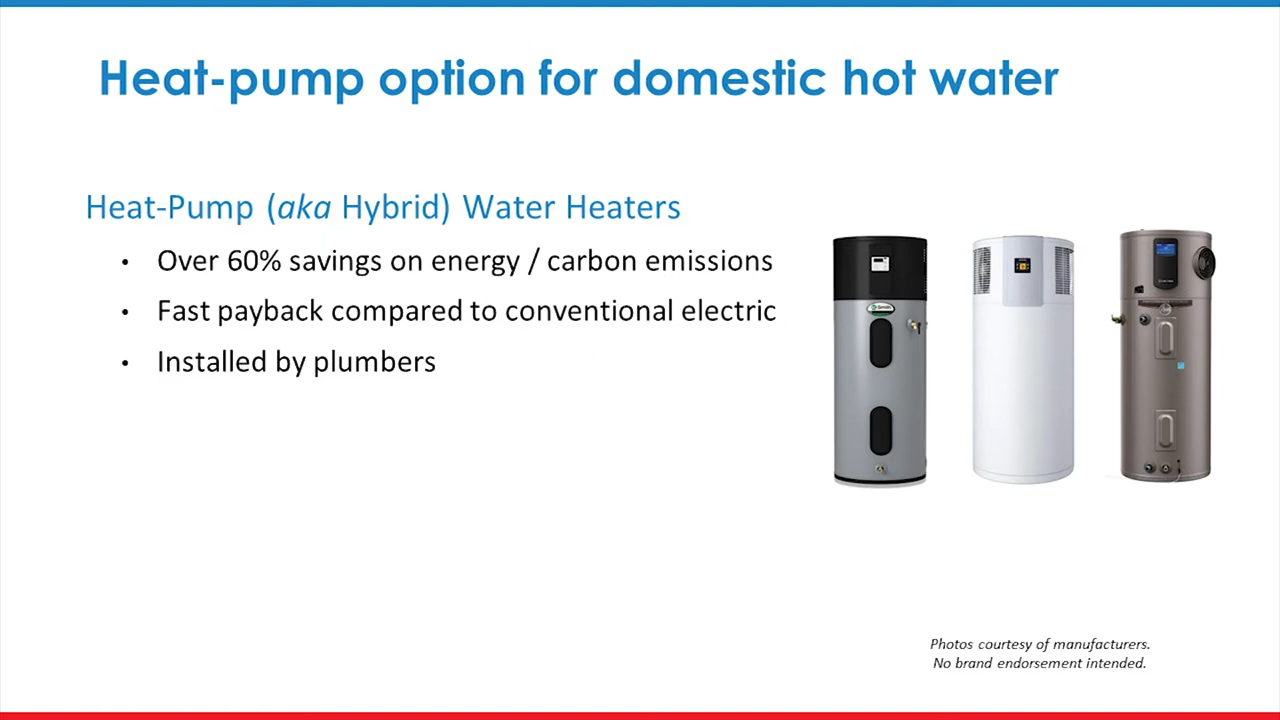 Heat-pump option for domestic hot water
Heat-Pump (aka Hybrid) Water Heaters
• Over 60% savings on energy / carbon emissions
• Fast payback compared to conventional electric
• Installed by plumbers
Photos courtesy of manufacturers.
No brand endorsement intended.